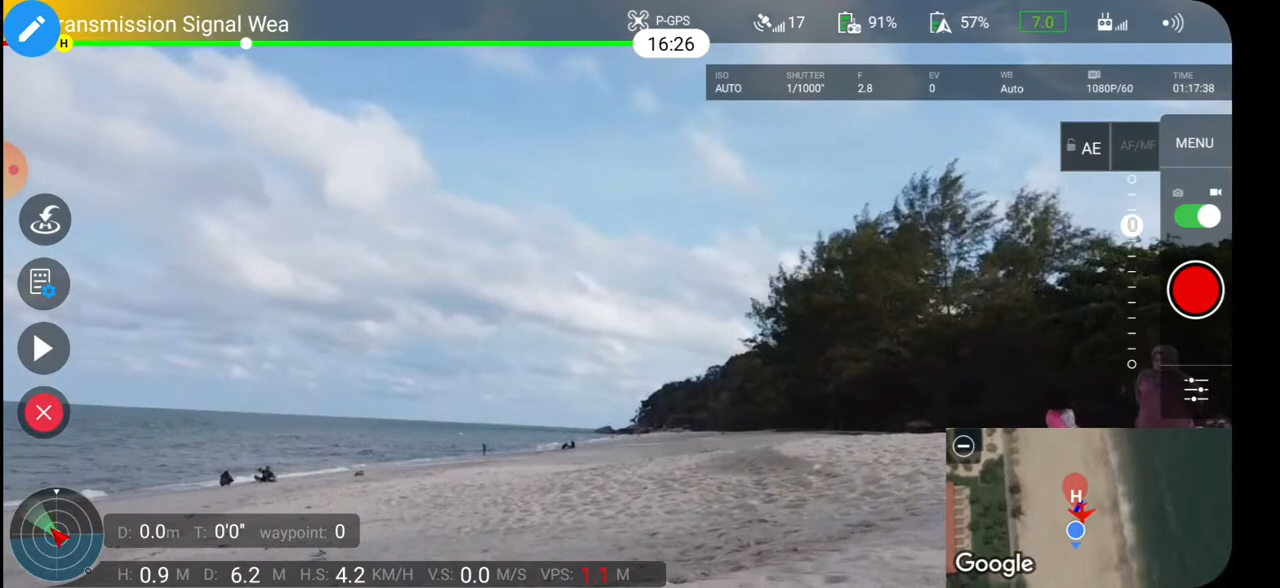 ransmission Signal Wea
P-GPS
17
91%
57%
7.0
H
16:26
ISO SHUTTER F EV WB TIME
AUTO 1/1000" 2.8 0 Auto 1080P/60 01:17:38
AE AF/MF MENU
0
H
Google
D: 0.0m T: 0'0" waypoint: 0
H: 0.9 M D: 6.2 M H.S: 4.2 KM/H V.S: 0.0 M/S VPS: 1.1 M